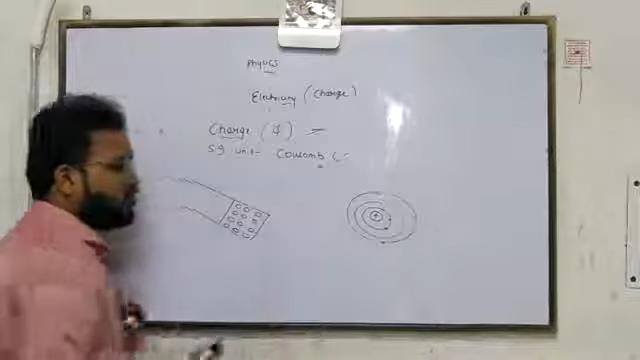 Physics
Electricity (Charge)
Charge (q) =
S.I unit- Coulomb C-
+